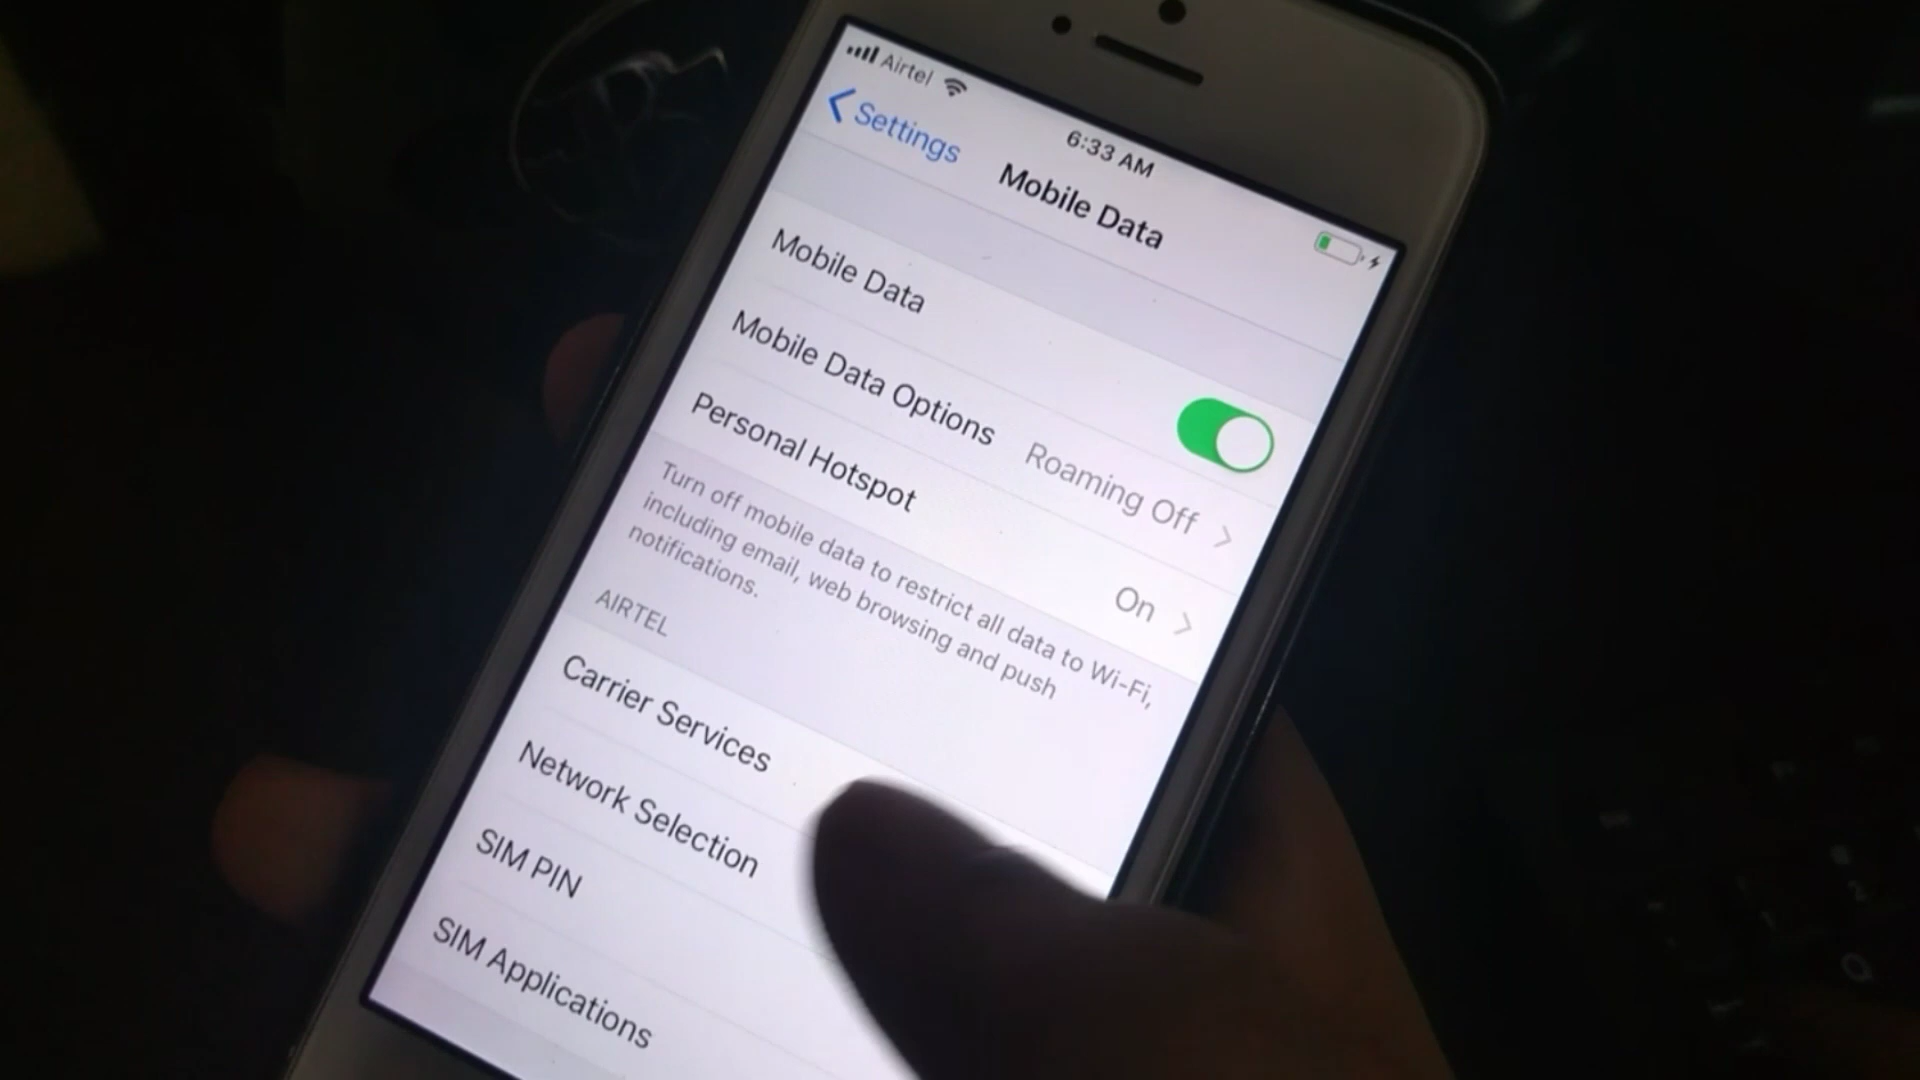 Airtel
6:33 AM
Settings
Mobile Data
Mobile Data
Mobile Data Options
Roaming Off
Personal Hotspot
On
Turn off mobile data to restrict all data to Wi-Fi,
including email, web browsing and push
notifications.
AIRTEL
Carrier Services
Network Selection
SIM PIN
SIM Applications